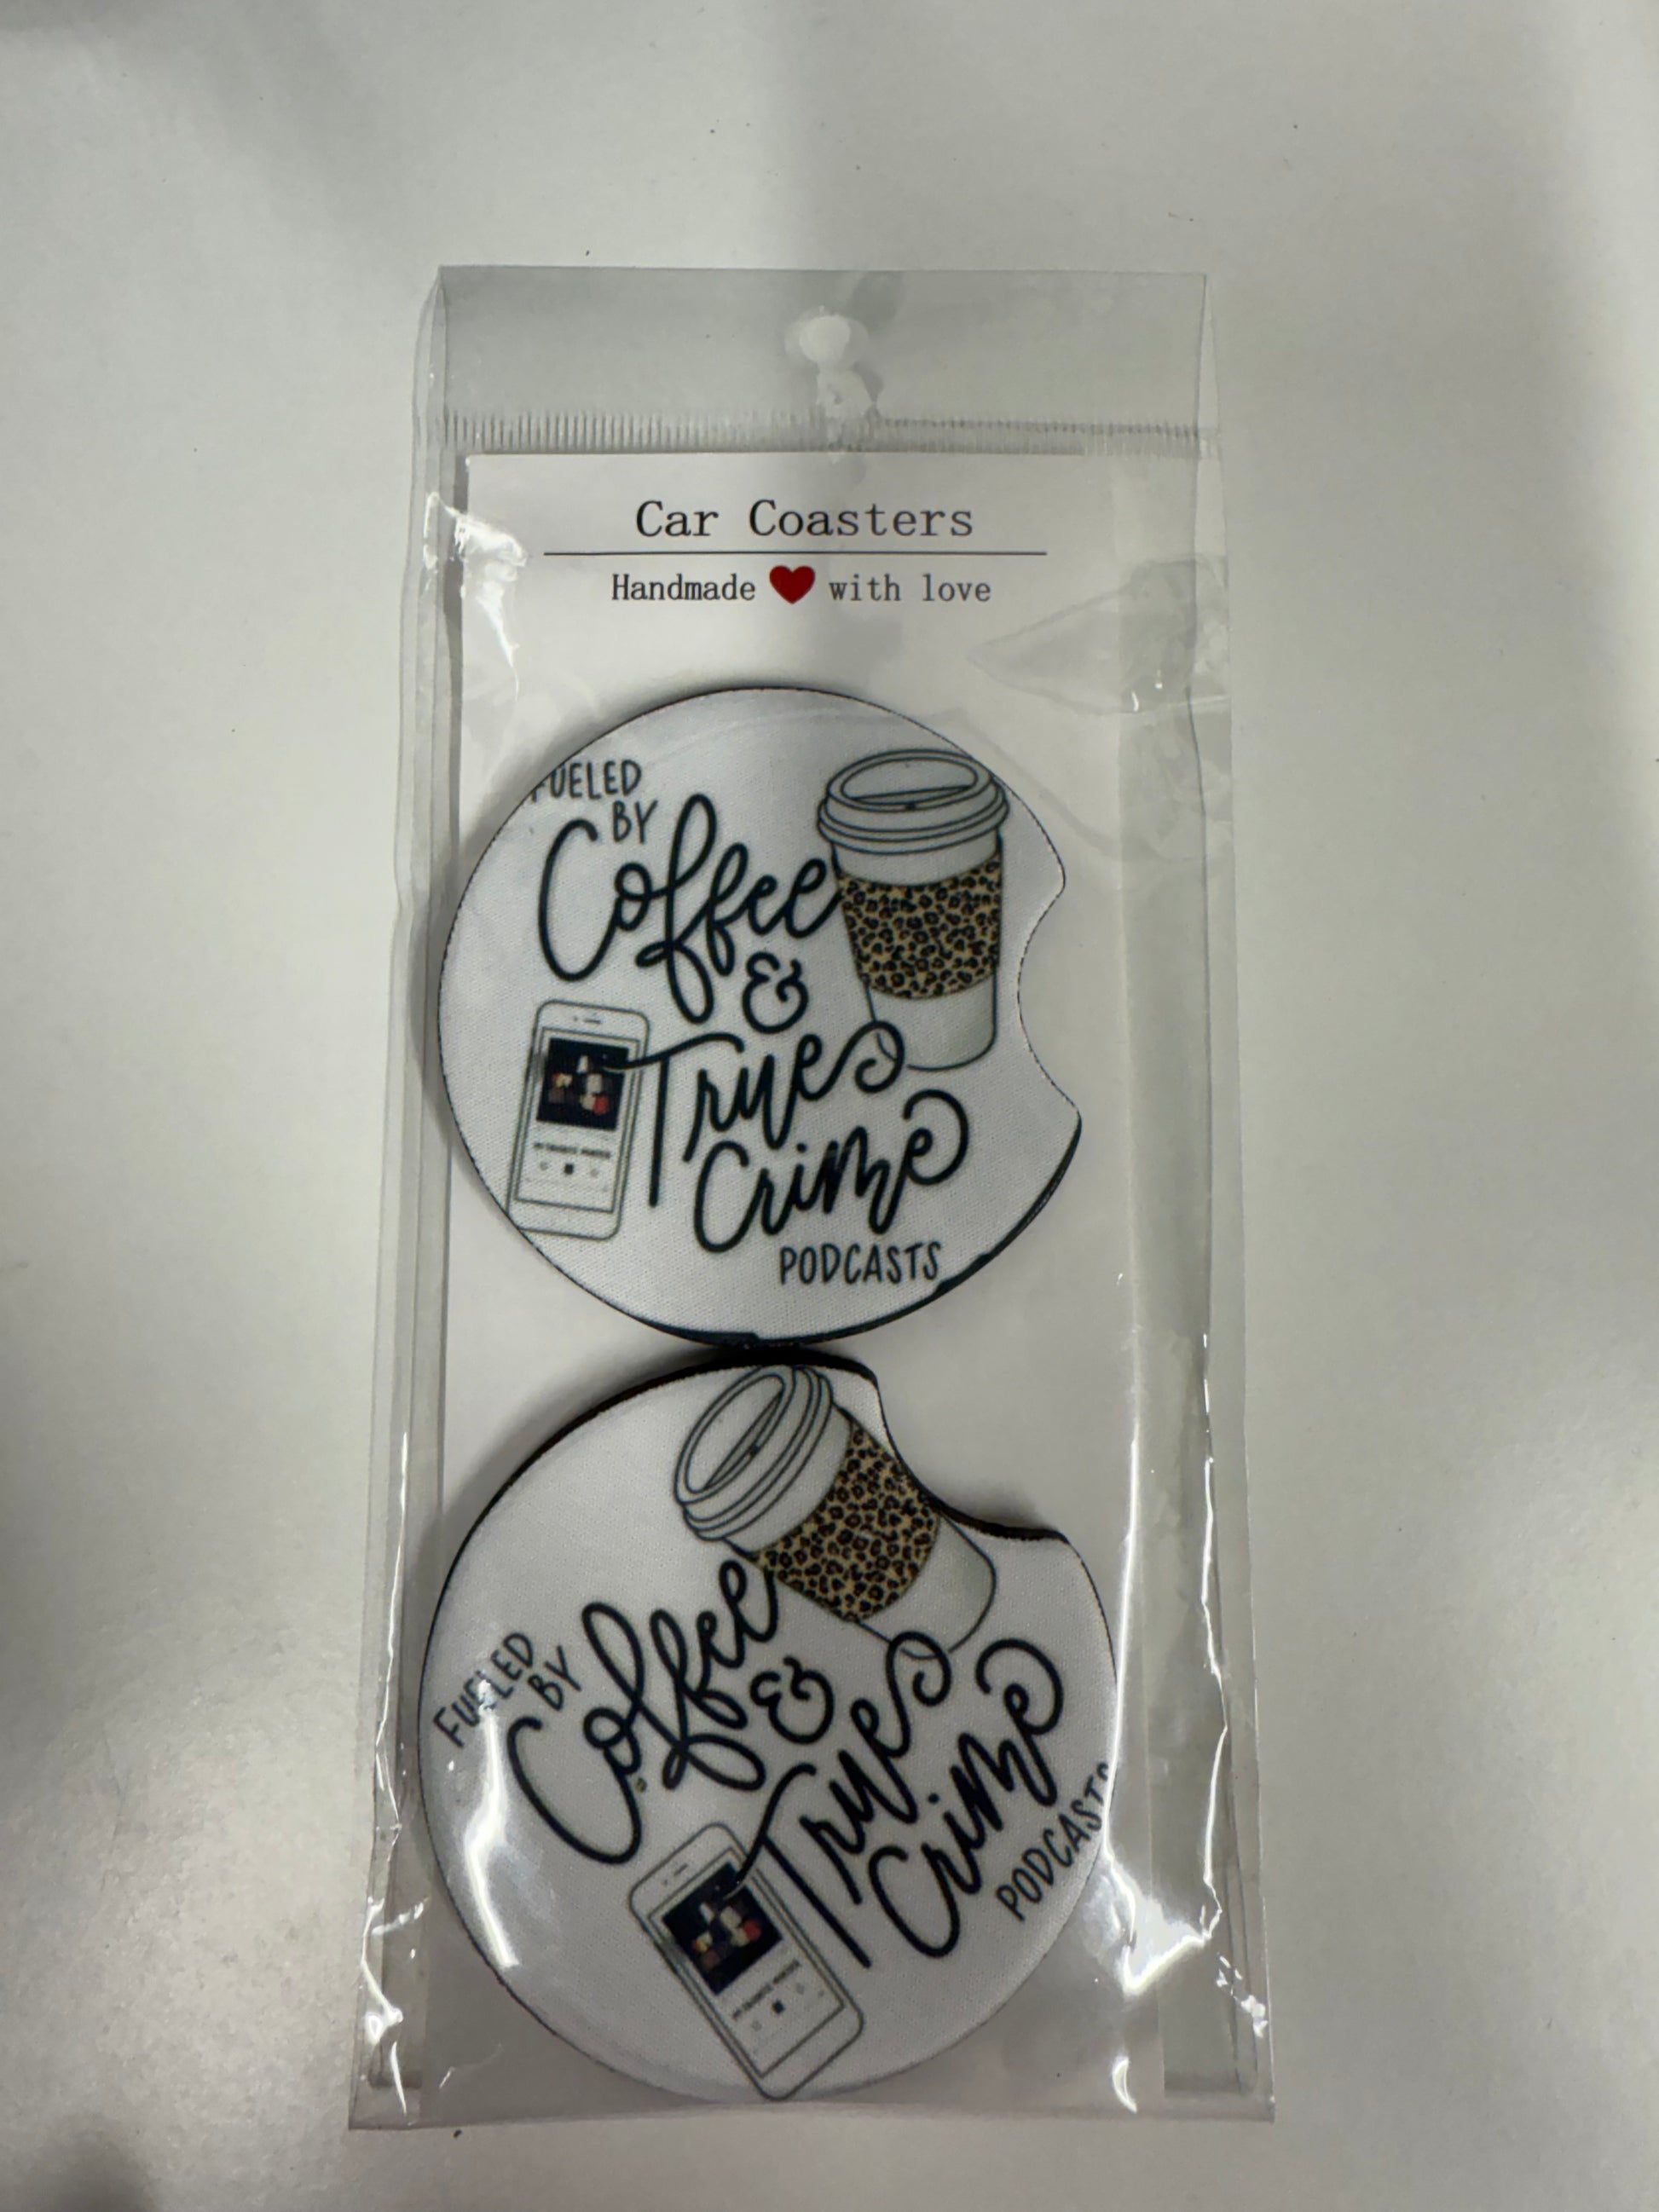 Car Coasters
Handmade ❤ with love
FUELED
BY
Coffee
&
True
Crime
PODCASTS
FUELED
BY
Coffee
&
True
Crime
PODCASTS